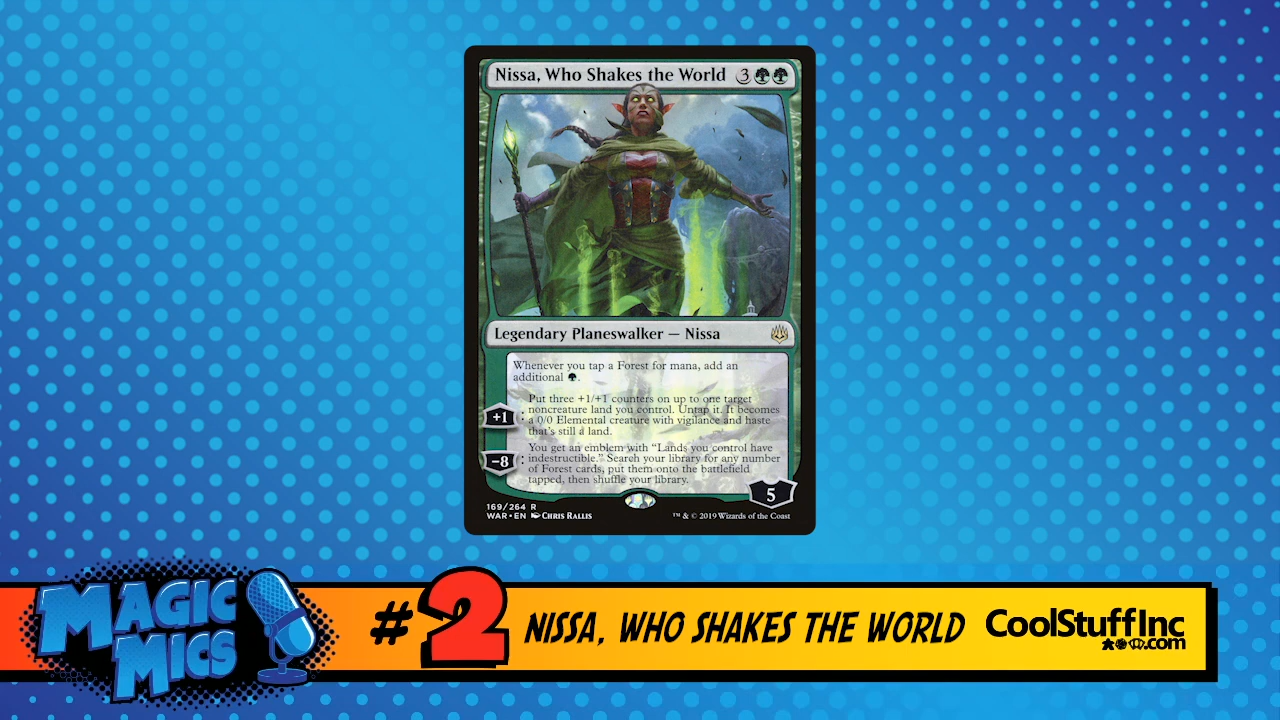 Nissa, Who Shakes the World 3
Legendary Planeswalker — Nissa
Whenever you tap a Forest for mana, add an
additional .
Put three +1/+1 counters on up to one target
noncreature land you control. Untap it. It becomes
+1 : a 0/0 Elemental creature with vigilance and haste
that's still a land.
You get an emblem with “Lands you control have
−8 : indestructible.” Search your library for any number
of Forest cards, put them onto the battlefield
tapped, then shuffle your library.
5
169/264 R
WAR • EN CHRIS RALLIS
™ & © 2019 Wizards of the Coast
MAGIC
MICS
#2 NISSA, WHO SHAKES THE WORLD
CoolStuffInc
.com